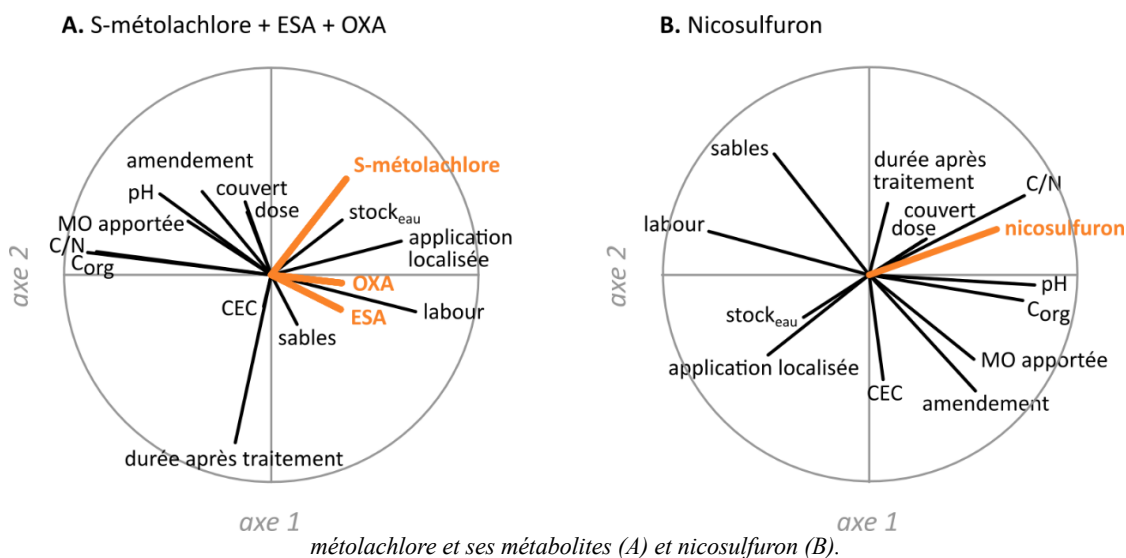 A. S-métolachlore + ESA + OXA
amendement
S-métolachlore
pH
couvert
dose
MO apportée
stockeau
C/N
Corg
application
localisée
OXA
CEC
ESA
labour
sables
durée après traitement
axe 2
axe 1
B. Nicosulfuron
sables
durée après
traitement
C/N
couvert
dose
nicosulfuron
labour
pH
Corg
stockeau
MO apportée
application localisée
CEC
amendement
axe 2
axe 1
métolachlore et ses métabolites (A) et nicosulfuron (B).